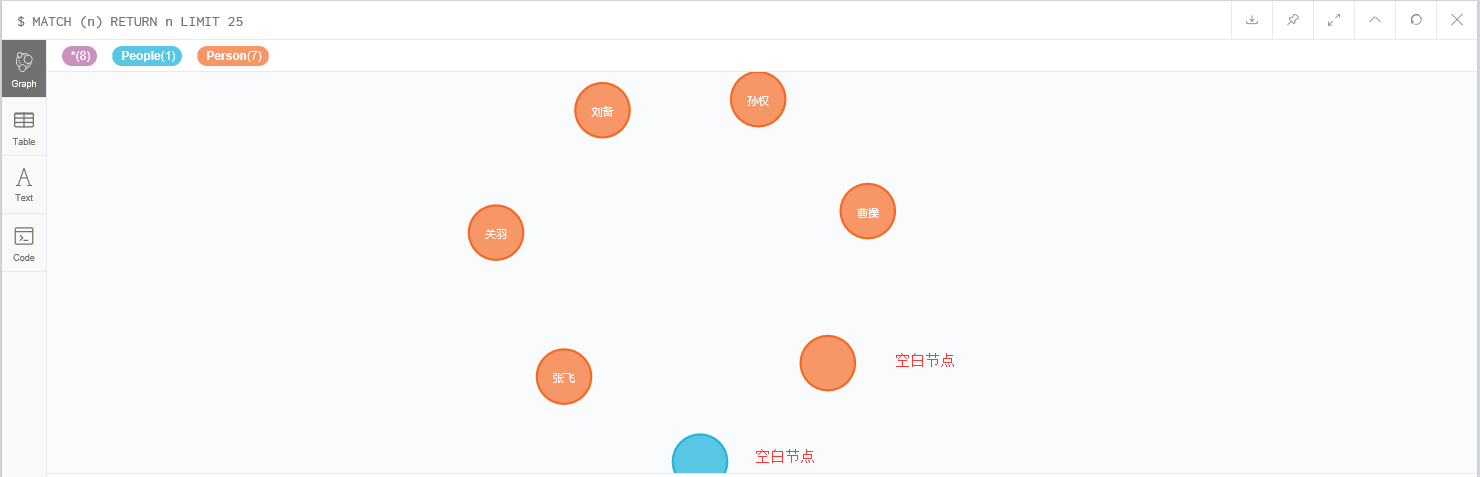 $ MATCH (n) RETURN n LIMIT 25
*(8) People(1) Person(7)
Graph
Table
Text
Code
刘备
孙权
关羽
曹操
张飞
空白节点
空白节点